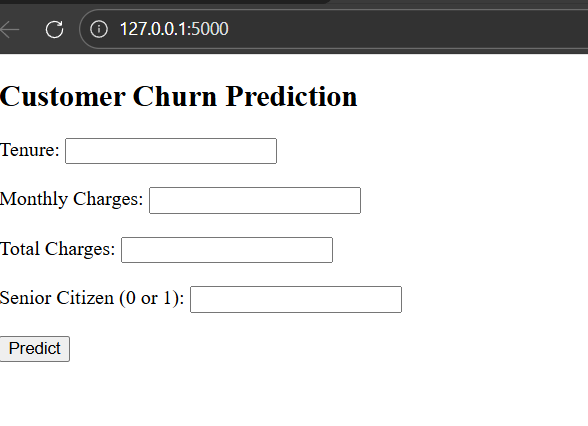 127.0.0.1:5000
Customer Churn Prediction
Tenure:
Monthly Charges:
Total Charges:
Senior Citizen (0 or 1):
Predict